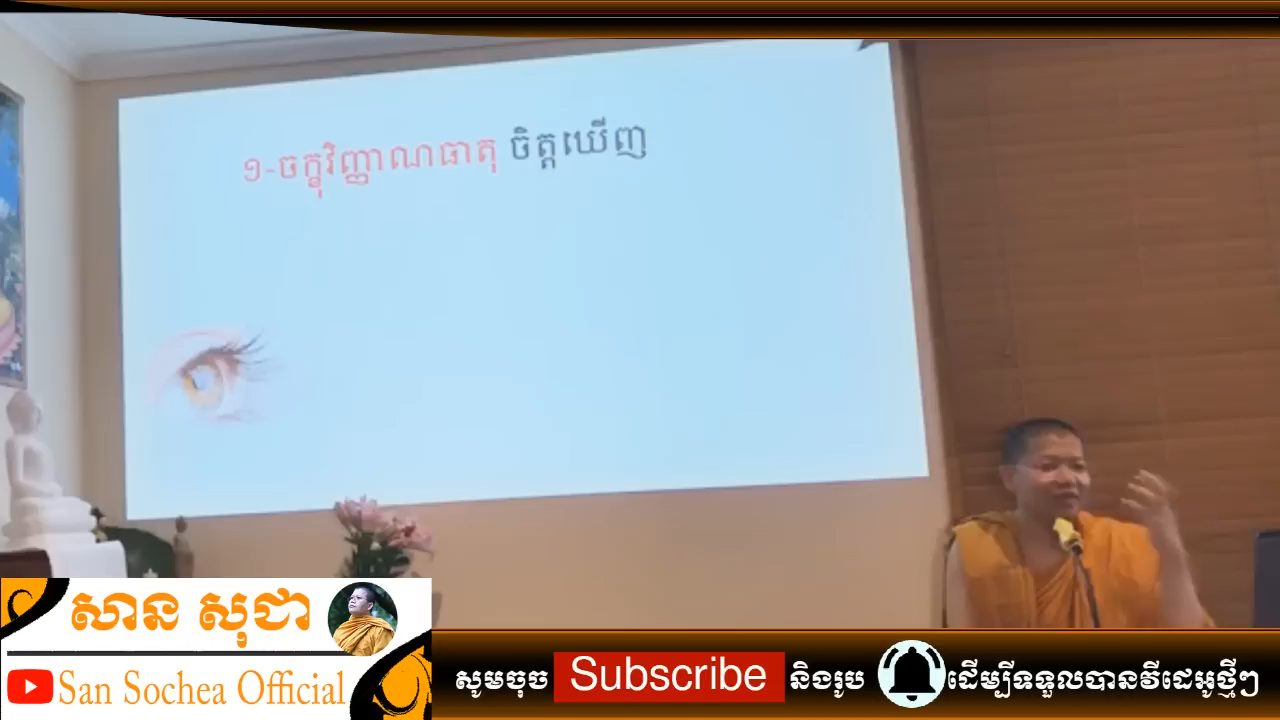 ១-ចក្ខុវិញ្ញាណធាតុ ចិត្តឃើញ
សាន សុជា
San Sochea Official
សូមចុច Subscribe និងរូប ដើម្បីទទួលបានវីដេអូថ្មីៗ